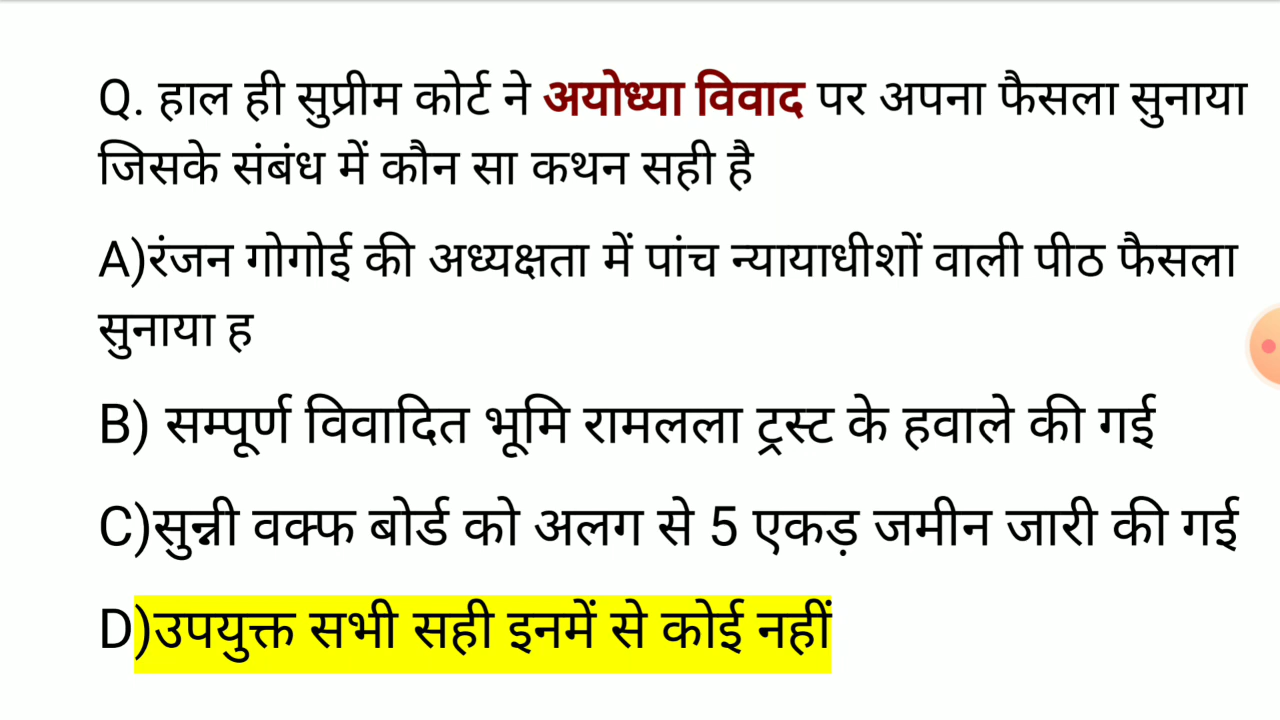 Q. हाल ही सुप्रीम कोर्ट ने अयोध्या विवाद पर अपना फैसला सुनाया
जिसके संबंध में कौन सा कथन सही है
A)रंजन गोगोई की अध्यक्षता में पांच न्यायाधीशों वाली पीठ फैसला
सुनाया ह
B) सम्पूर्ण विवादित भूमि रामलला ट्रस्ट के हवाले की गई
C)सुन्नी वक्फ बोर्ड को अलग से 5 एकड़ जमीन जारी की गई
D)उपयुक्त सभी सही इनमें से कोई नहीं